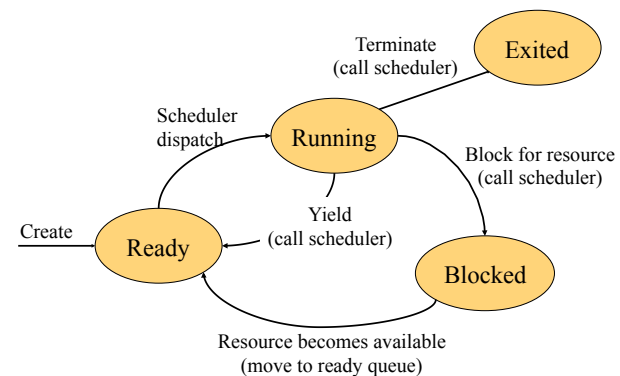 Terminate
(call scheduler)
Exited
Scheduler
dispatch
Running
Block for resource
(call scheduler)
Yield
(call scheduler)
Create
Ready
Blocked
Resource becomes available
(move to ready queue)